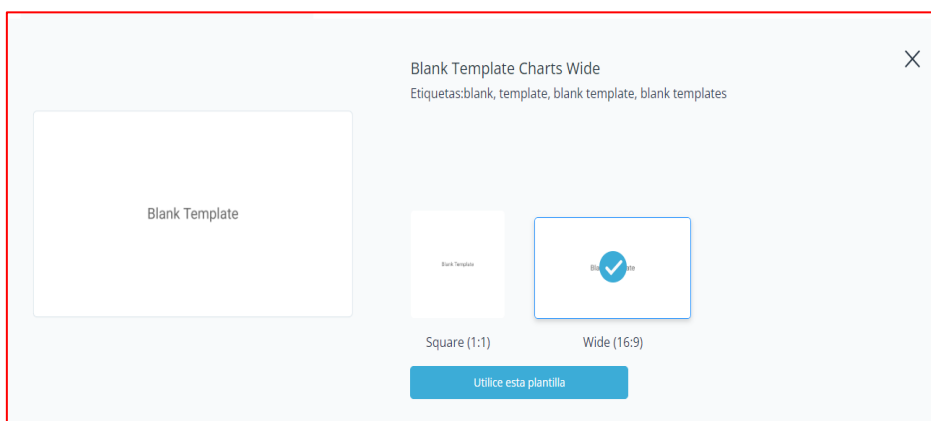 Blank Template Charts Wide
Etiquetas:blank, template, blank template, blank templates
Blank Template
Blank Template
Square (1:1)
Wide (16:9)
Utilice esta plantilla